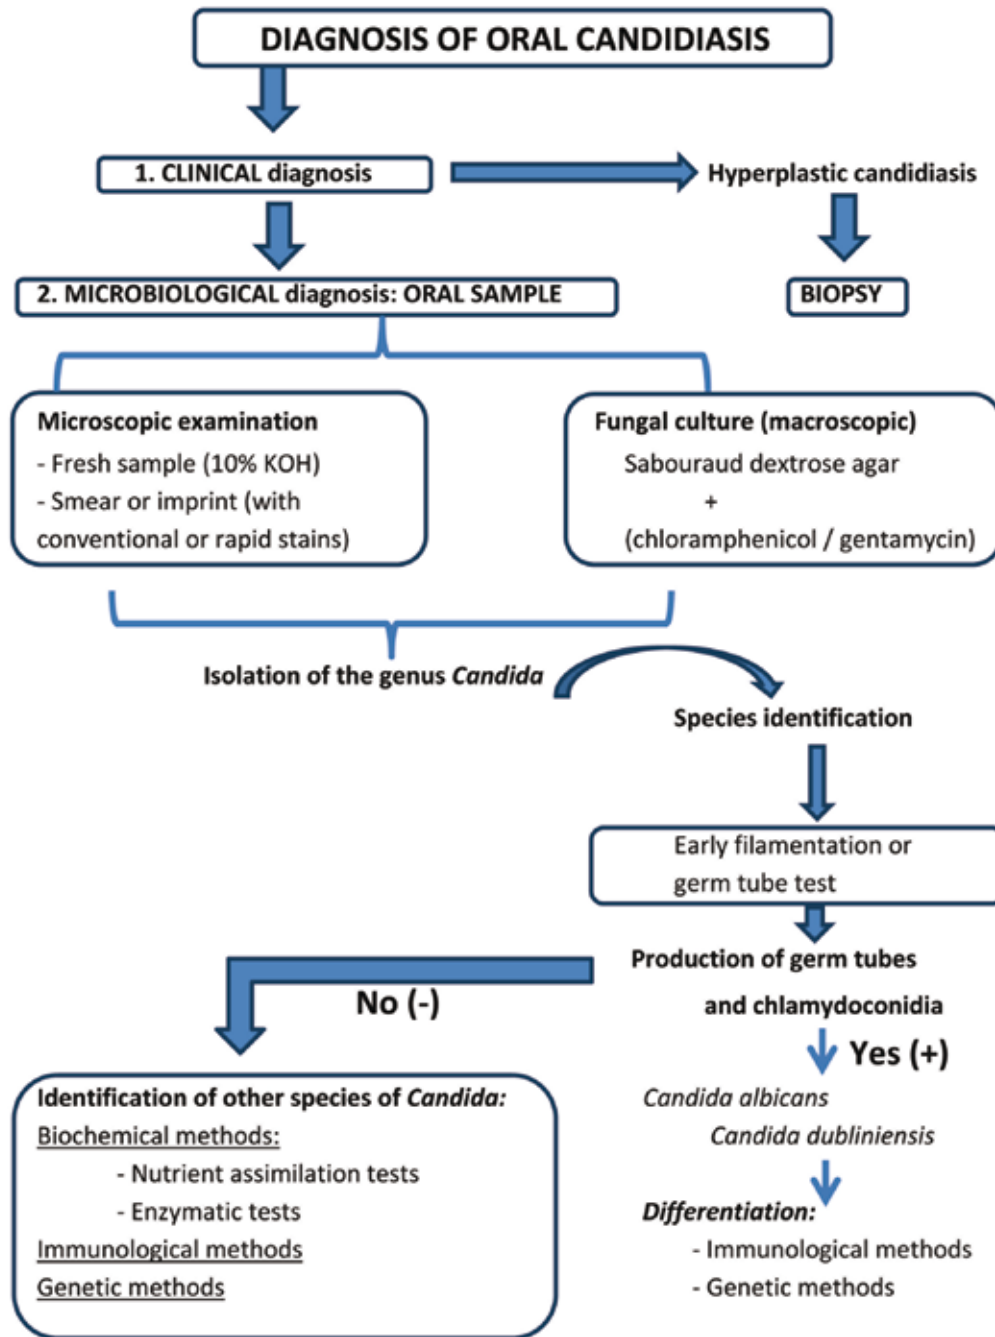 DIAGNOSIS OF ORAL CANDIDIASIS
1. CLINICAL diagnosis
Hyperplastic candidiasis
2. MICROBIOLOGICAL diagnosis: ORAL SAMPLE
BIOPSY
Microscopic examination
- Fresh sample (10% KOH)
- Smear or imprint (with
conventional or rapid stains)
Fungal culture (macroscopic)
Sabouraud dextrose agar
+
(chloramphenicol / gentamycin)
Isolation of the genus Candida
Species identification
Early filamentation or
germ tube test
Production of germ tubes
and chlamydoconidia
No (-)
Yes (+)
Identification of other species of Candida:
Biochemical methods:
- Nutrient assimilation tests
- Enzymatic tests
Immunological methods
Genetic methods
Candida albicans
Candida dubliniensis
Differentiation:
- Immunological methods
- Genetic methods